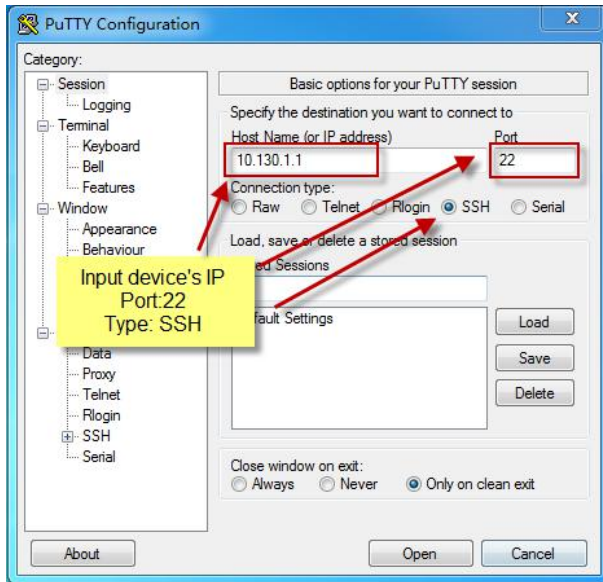 PuTTY Configuration
Category:
Session
Logging
Terminal
Keyboard
Bell
Features
Window
Appearance
Behaviour
Data
Proxy
Telnet
Rlogin
SSH
Serial
Basic options for your PuTTY session
Specify the destination you want to connect to
Host Name (or IP address) Port
10.130.1.1 22
Connection type:
Raw Telnet Rlogin SSH Serial
Load, save or delete a stored session
Sessions
Settings
Load
Save
Delete
Input device's IP
Port:22
Type: SSH
Close window on exit:
Always Never Only on clean exit
About Open Cancel